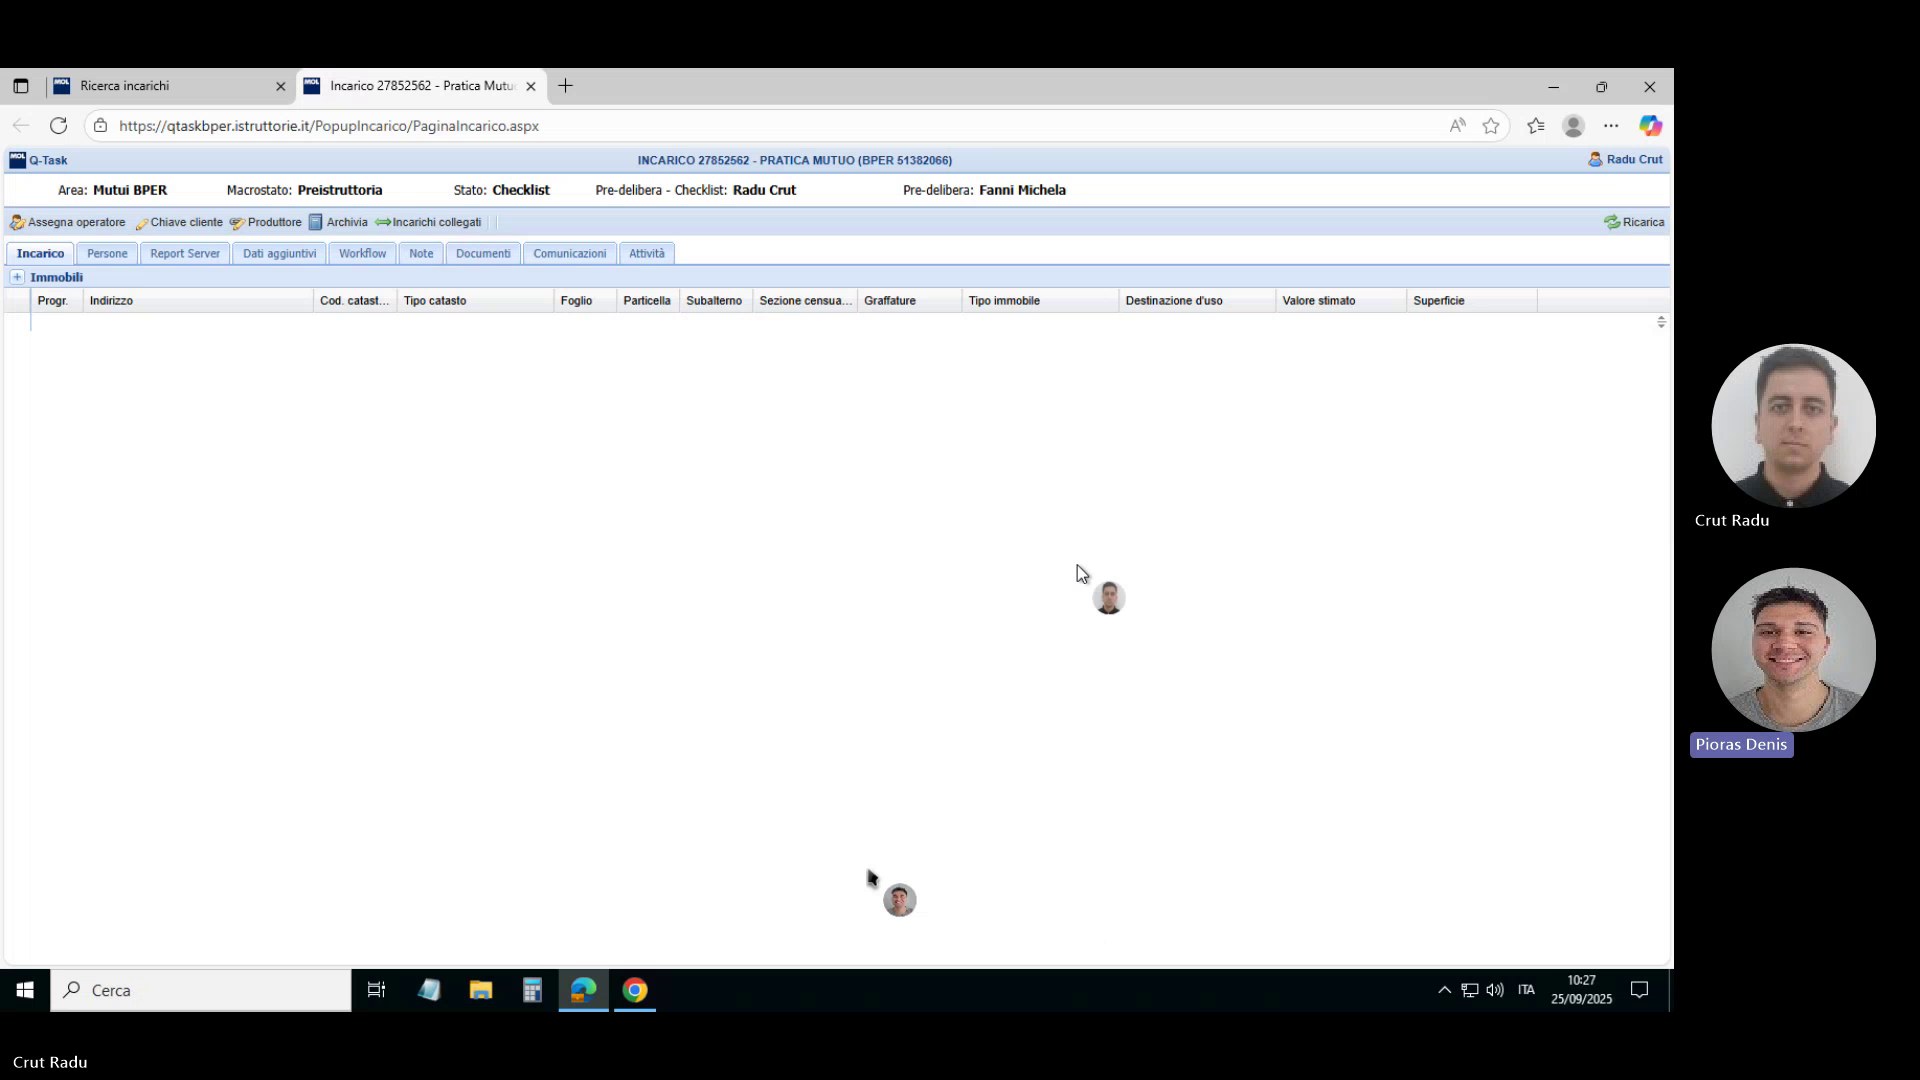 Ricerca incarichi
Incarico 27852562 - Pratica Mutu
https://qtaskbper.istruttorie.it/PopupIncarico/PaginaIncarico.aspx
MOL Q-Task
INCARICO 27852562 - PRATICA MUTUO (BPER 51382066)
Radu Crut
Area: Mutui BPER
Macrostato: Preistruttoria
Stato: Checklist
Pre-delibera - Checklist: Radu Crut
Pre-delibera: Fanni Michela
Assegna operatore
Chiave cliente
Produttore
Archivia
Incarichi collegati
Ricarica
Incarico
Persone
Report Server
Dati aggiuntivi
Workflow
Note
Documenti
Comunicazioni
Attività
Immobili
Progr.
Indirizzo
Cod. catast...
Tipo catasto
Foglio
Particella
Subalterno
Sezione censua...
Graffature
Tipo immobile
Destinazione d'uso
Valore stimato
Superficie
Crut Radu
Pioras Denis
Cerca
ITA
10:27
25/09/2025
Crut Radu